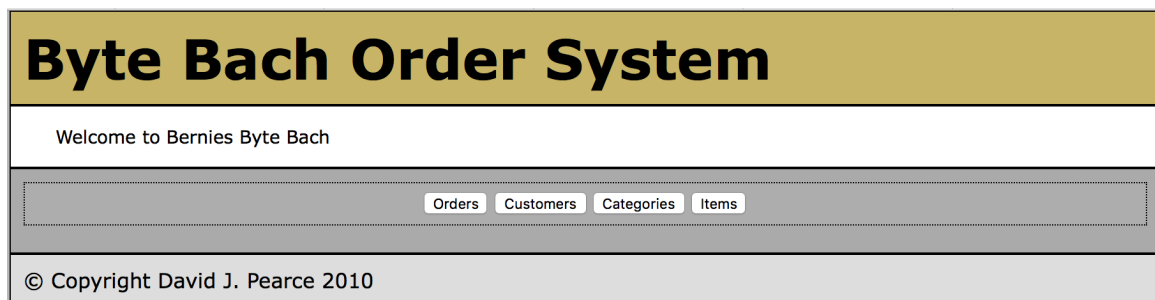 Byte Bach Order System
Welcome to Bernies Byte Bach
Orders Customers Categories Items
© Copyright David J. Pearce 2010